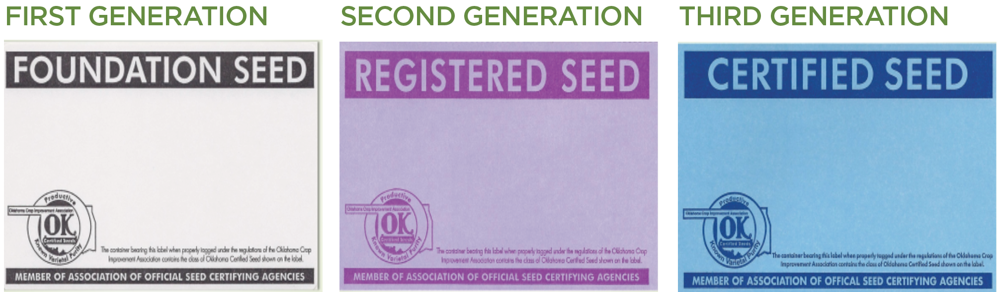 FIRST GENERATION
FOUNDATION SEED
Productive
Oklahoma Crop Improvement Association
OK
Certified Seeds
Known Varietal Purity
The container bearing this label when properly tagged under the regulations of the Oklahoma Crop
Improvement Association contains the class of Oklahoma Certified Seed shown on the label.
MEMBER OF ASSOCIATION OF OFFICIAL SEED CERTIFYING AGENCIES
SECOND GENERATION
REGISTERED SEED
Productive
Oklahoma Crop Improvement Association
OK
Certified Seeds
Known Varietal Purity
The container bearing this label when properly tagged under the regulations of the Oklahoma Crop
Improvement Association contains the class of Oklahoma Certified Seed shown on the label.
MEMBER OF ASSOCIATION OF OFFICIAL SEED CERTIFYING AGENCIES
THIRD GENERATION
CERTIFIED SEED
Productive
Oklahoma Crop Improvement Association
OK
Certified Seeds
Known Varietal Purity
The container bearing this label when properly tagged under the regulations of the Oklahoma Crop
Improvement Association contains the class of Oklahoma Certified Seed shown on the label.
MEMBER OF ASSOCIATION OF OFFICAL SEED CERTIFYING AGENCIES